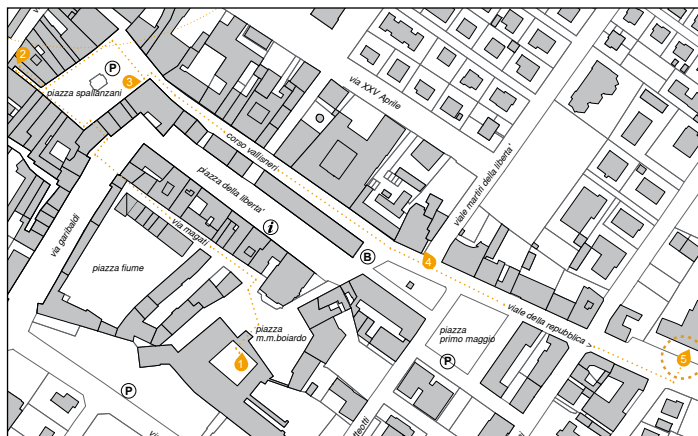 2
P
3
piazza spallanzani
via XXV Aprile
corso vallisneri
piazza della liberta'
viale martiri della liberta'
via garibaldi
via magati
i
B
4
piazza fiume
viale della repubblica
piazza
m.m.boiardo
piazza
primo maggio
1
P
P
5